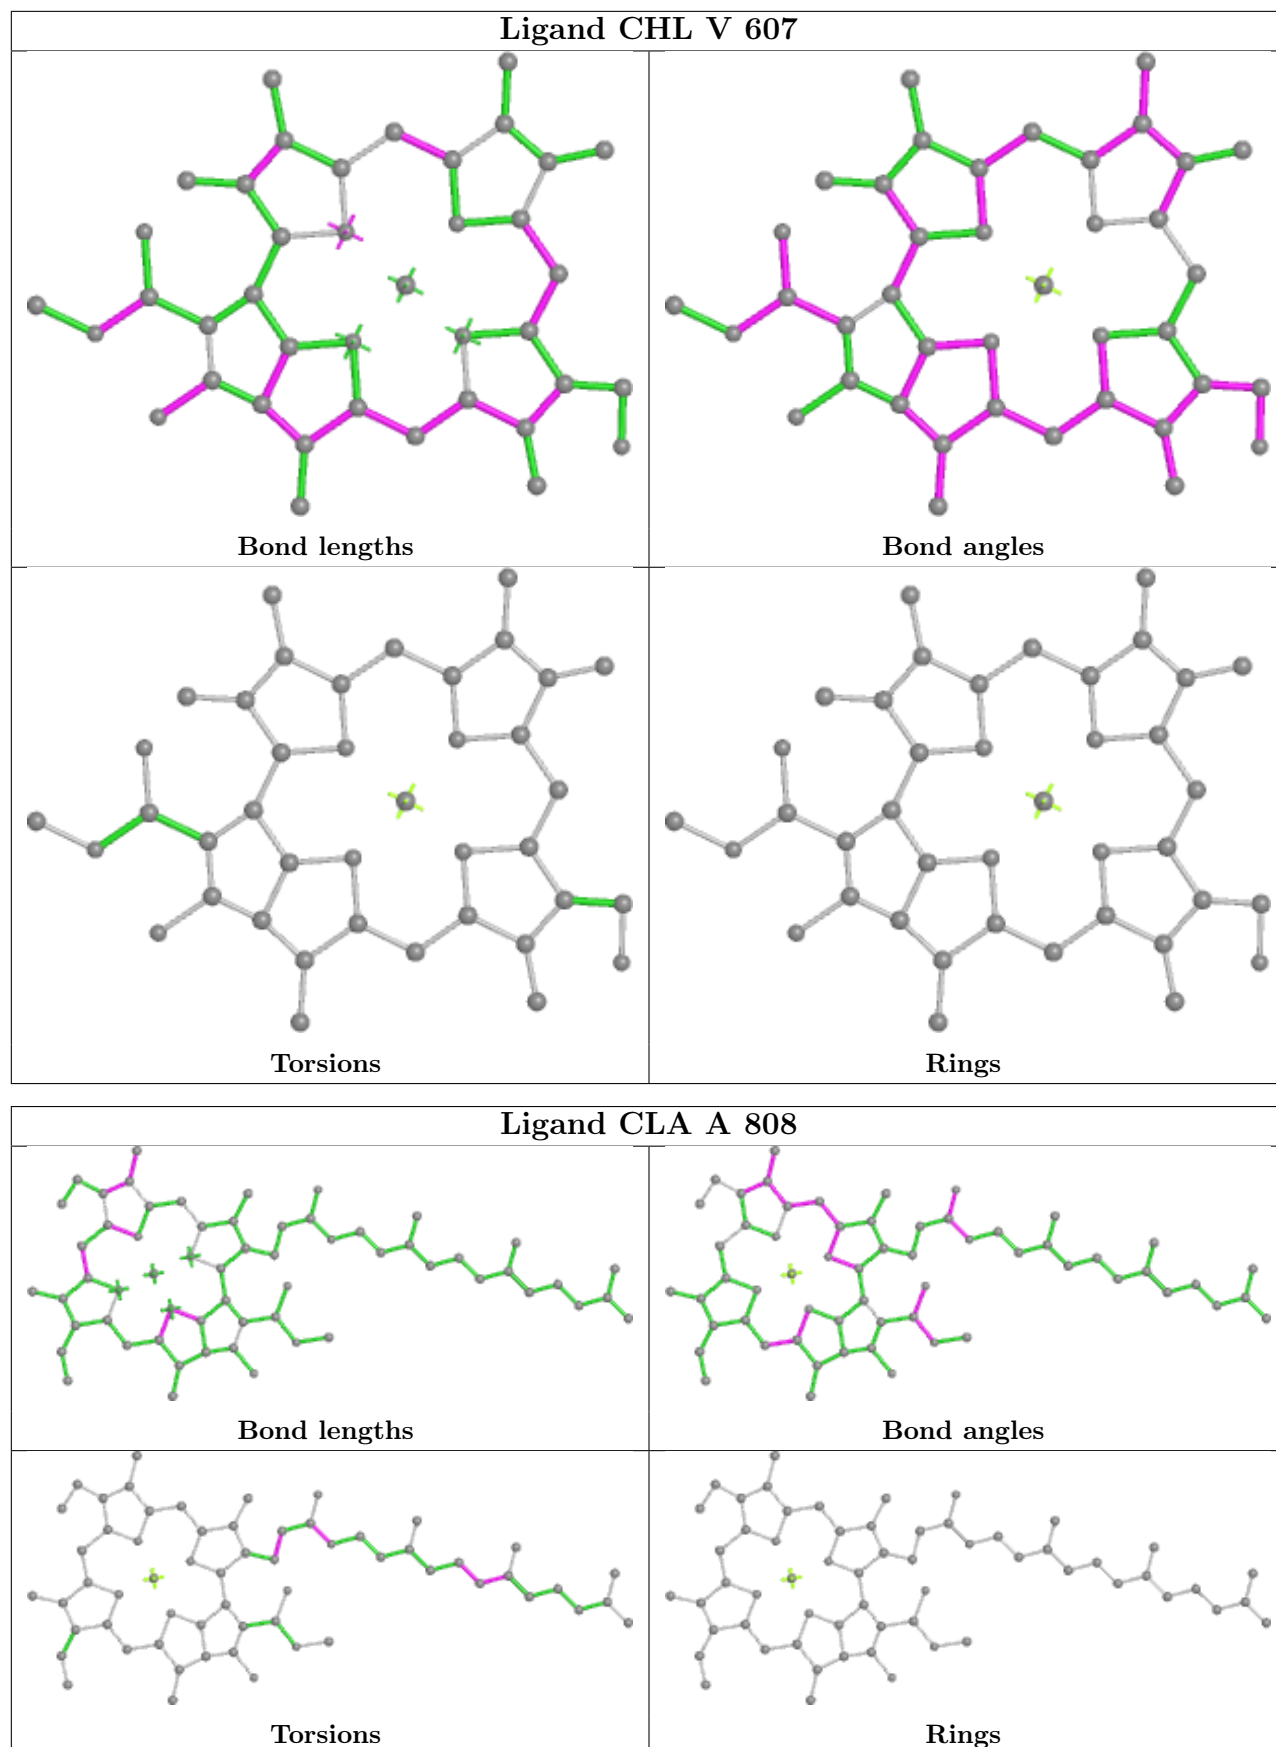 Ligand CHL V 607
Bond lengths
Bond angles
Torsions
Rings
Ligand CLA A 808
Bond lengths
Bond angles
Torsions
Rings